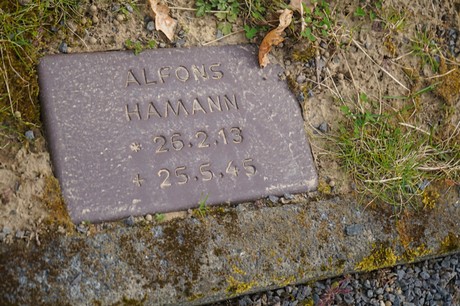 ALFONS
HAMANN
* 26.2.13
+ 25.5.45